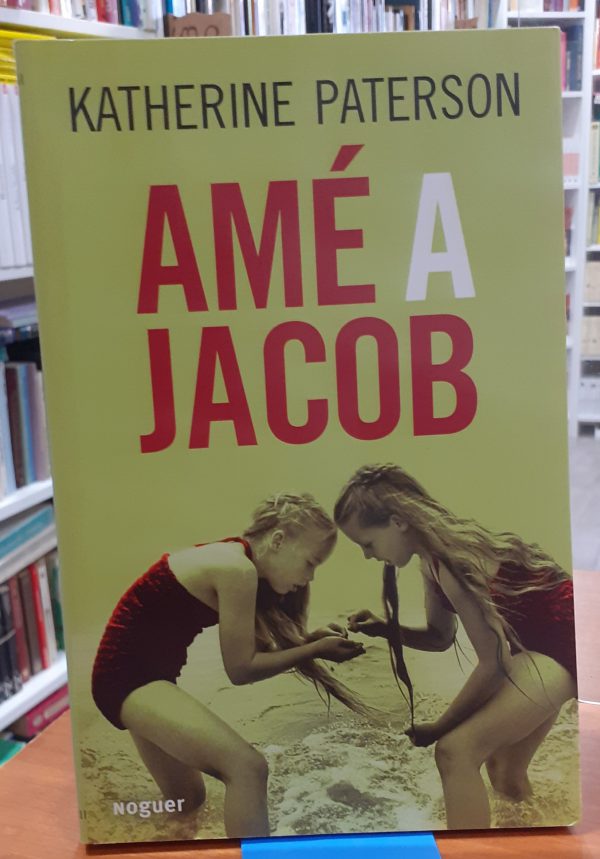 KATHERINE PATERSON
AMÉ A
JACOB
noguer